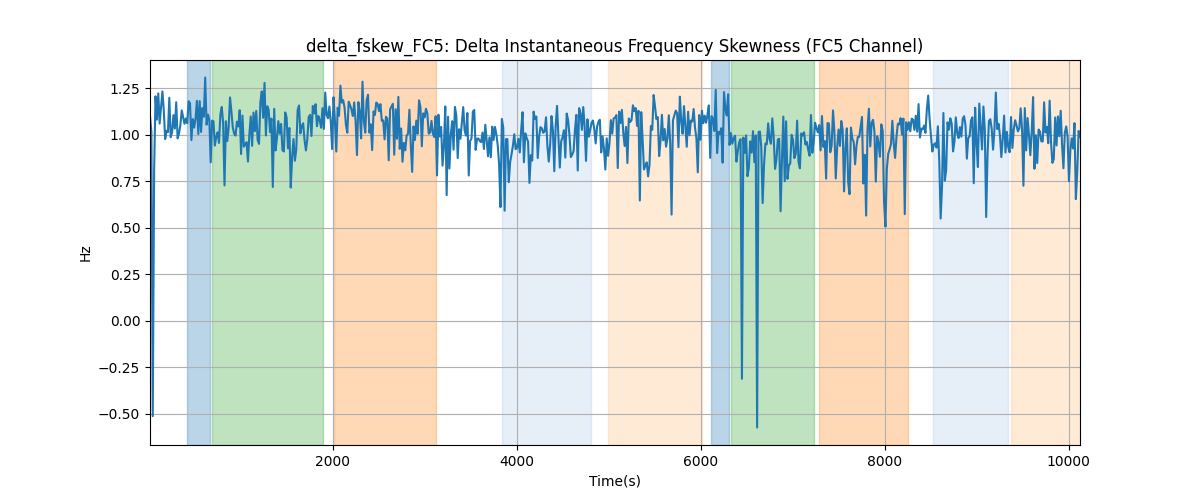 delta_fskew_FC5: Delta Instantaneous Frequency Skewness (FC5 Channel)
Hz
1.25
1.00
0.75
0.50
0.25
0.00
−0.25
−0.50
2000 4000 6000 8000 10000
Time(s)